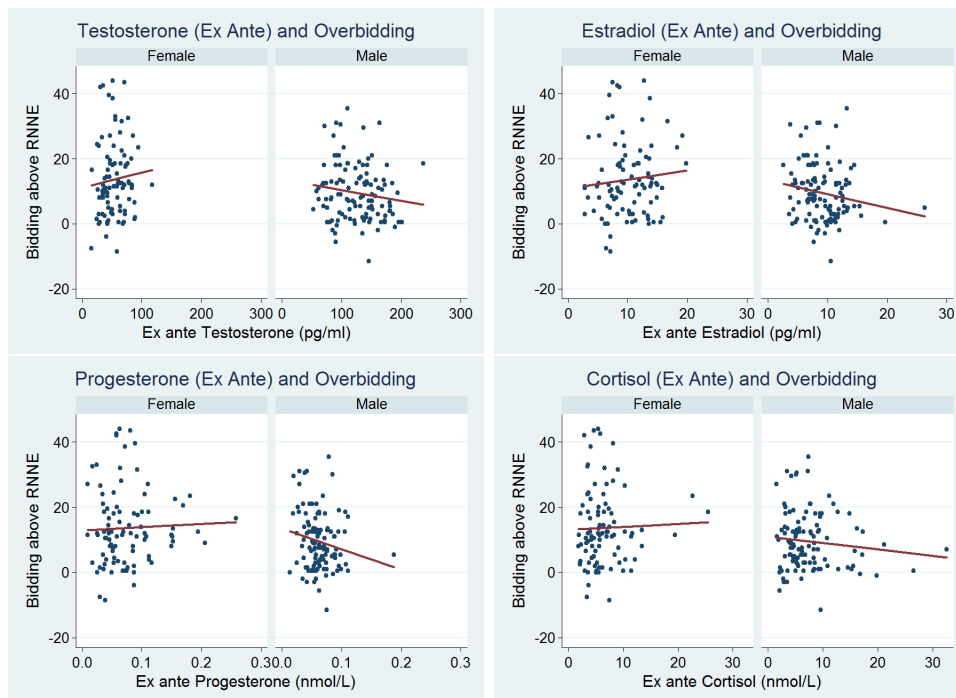 Testosterone (Ex Ante) and Overbidding
Female Male
Bidding above RNNE
40
20
0
-20
0 100 200 300 0 100 200 300
Ex ante Testosterone (pg/ml)
Estradiol (Ex Ante) and Overbidding
Female Male
Bidding above RNNE
40
20
0
-20
0 10 20 30 0 10 20 30
Ex ante Estradiol (pg/ml)
Progesterone (Ex Ante) and Overbidding
Female Male
Bidding above RNNE
40
20
0
-20
0.0 0.1 0.2 0.3 0.0 0.1 0.2 0.3
Ex ante Progesterone (nmol/L)
Cortisol (Ex Ante) and Overbidding
Female Male
Bidding above RNNE
40
20
0
-20
0 10 20 30 0 10 20 30
Ex ante Cortisol (nmol/L)